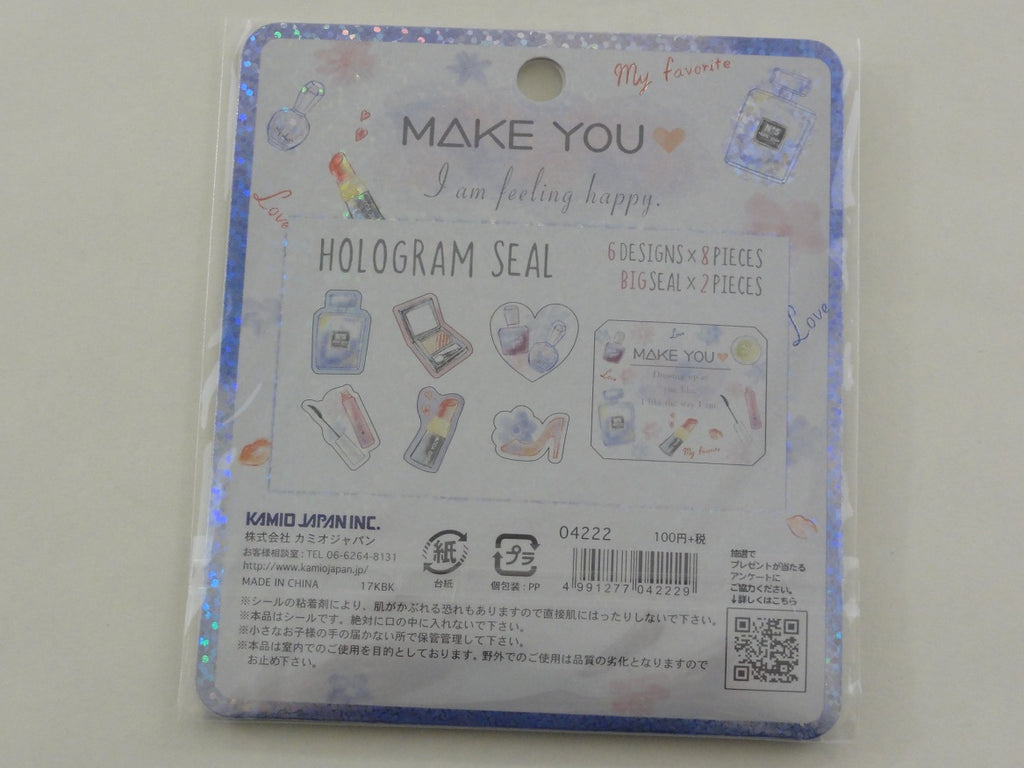 My favorite
MAKE YOU
I am feeling happy.
Love
HOLOGRAM SEAL
6 DESIGNS × 8 PIECES
BIG SEAL × 2 PIECES
Love
Love
MAKE YOU
Love
Dressing up at
I like the way I am.
My favorite
KAMIO JAPAN INC.
株式会社 カミオジャパン
お客様相談室：TEL 06-6264-8131
http://www.kamiojapan.jp/
MADE IN CHINA 17KBK
紙
台紙
プラ
個包装：PP
04222 100円+税
4 991277 042229
抽選で
プレゼントが当たる
アンケートに
ご協力ください。
↓詳しくはこちら
※シールの粘着剤により、肌がかぶれる恐れもありますので直接肌にはったりしないで下さい。
※本品はシールです。絶対に口の中に入れないで下さい。
※小さなお子様の手の届かない所で保管管理して下さい。
※本品は室内でのご使用を目的としております。野外でのご使用は品質の劣化となりますので
お止め下さい。